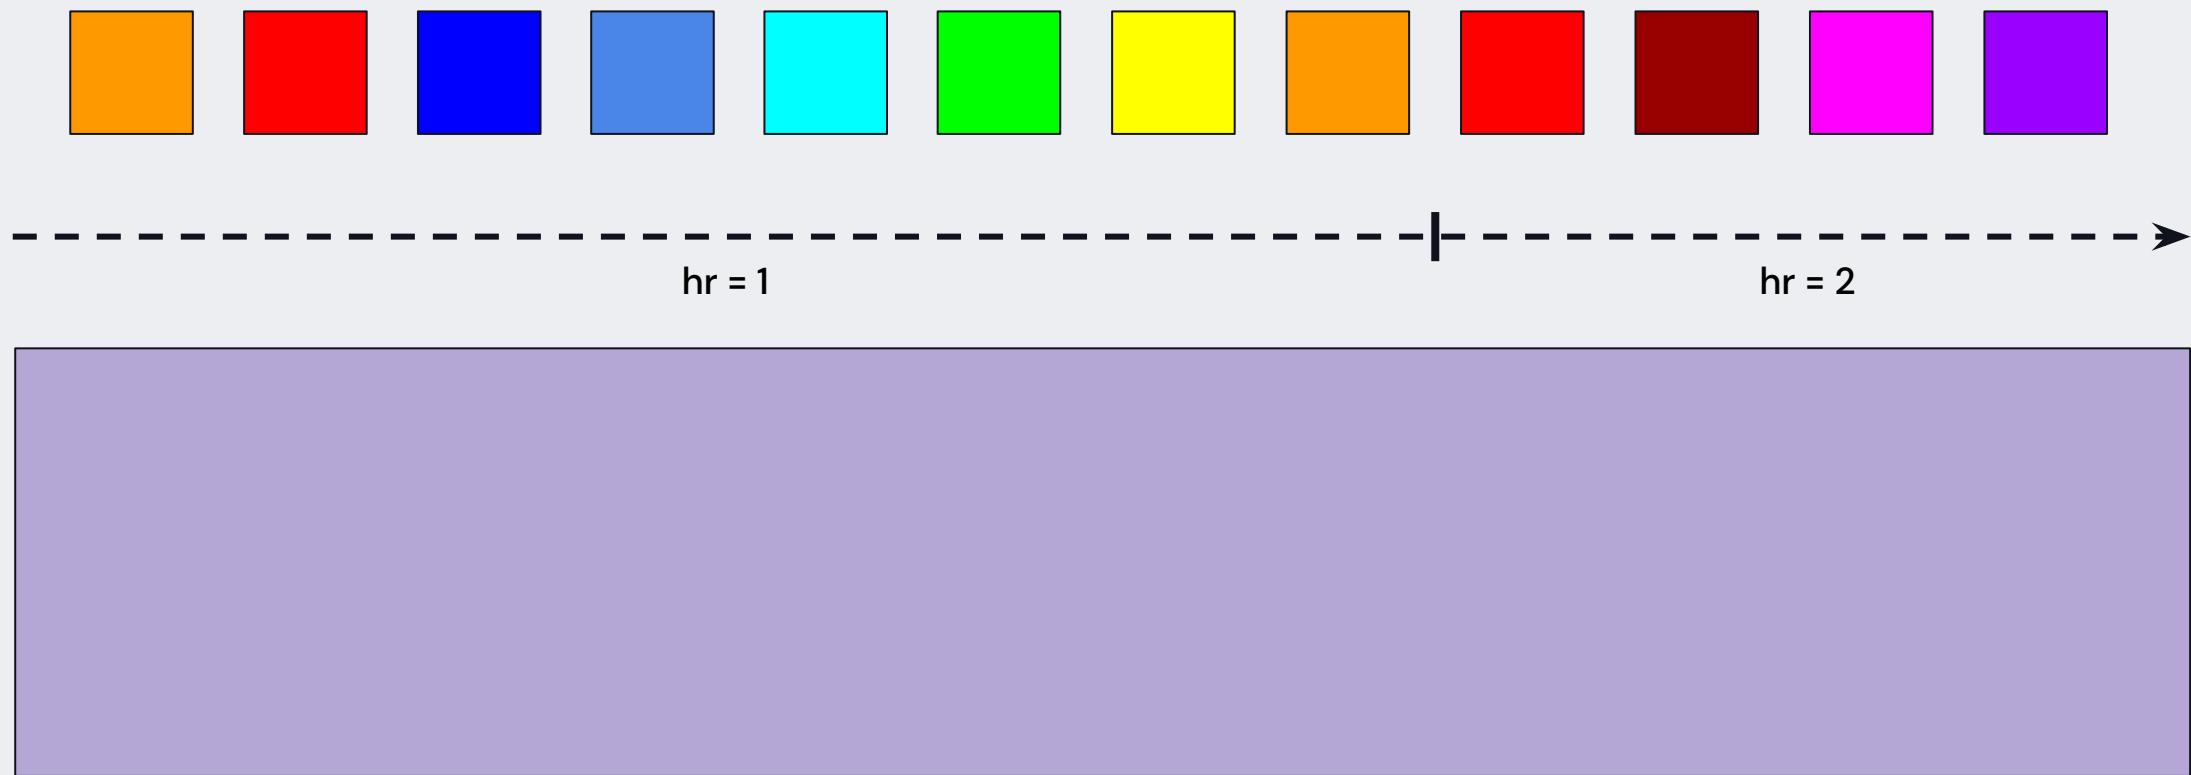 hr = 1
hr = 2